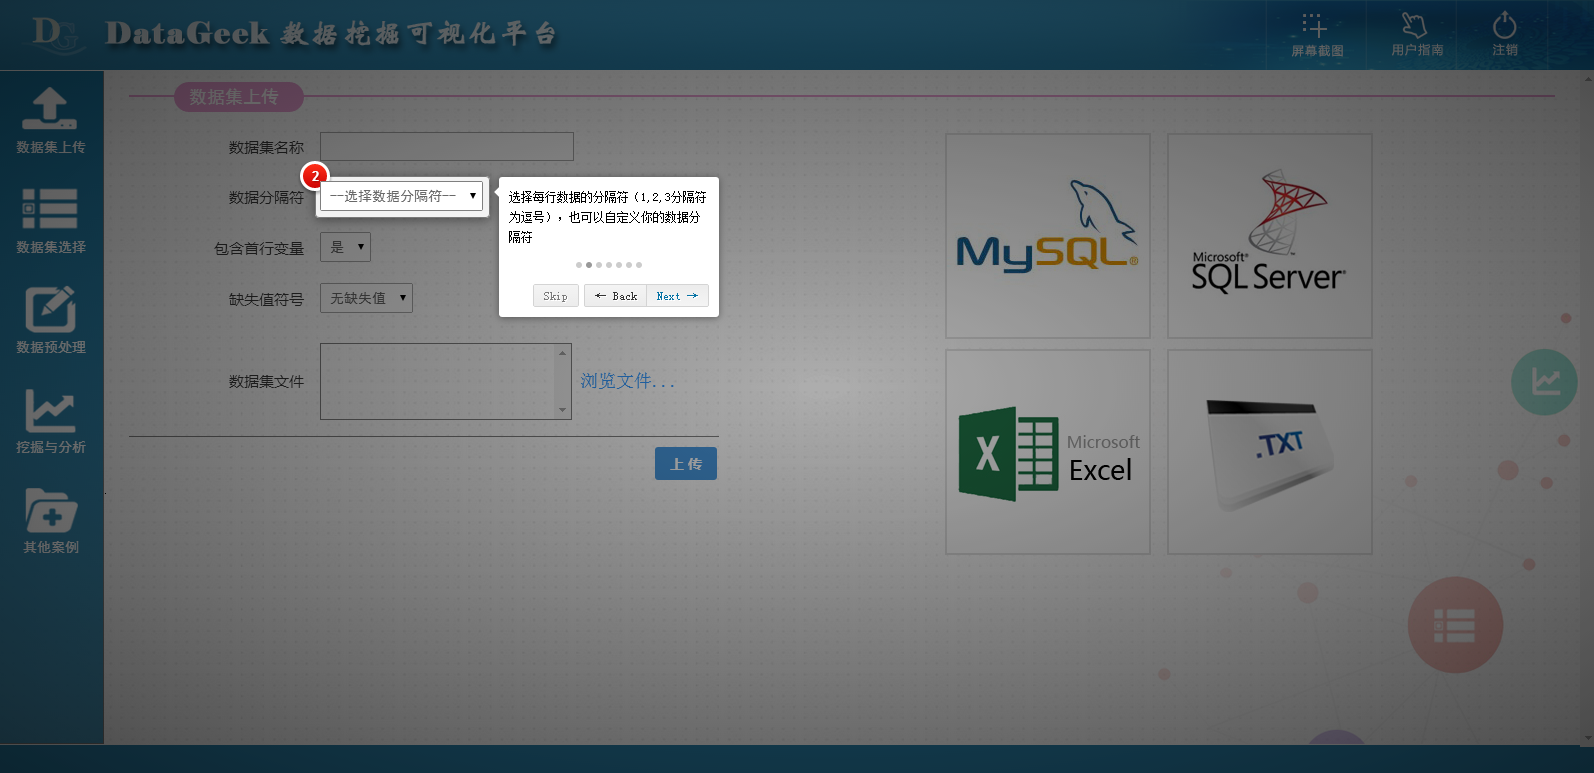 DG
DataGeek 数据挖掘可视化平台
屏幕截图
用户指南
注销
数据集上传
数据集选择
数据预处理
挖掘与分析
其他案例
数据集上传
数据集名称
2
数据分隔符
--选择数据分隔符--
选择每行数据的分隔符（1,2,3分隔符
为逗号），也可以自定义你的数据分
隔符
Skip
← Back
Next →
包含首行变量
是
缺失值符号
无缺失值
数据集文件
浏览文件...
上传
MySQL®
Microsoft®
SQL Server®
X
Microsoft
Excel
.TXT